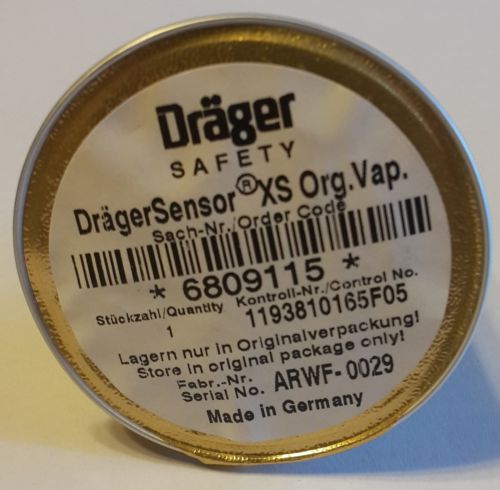 Dräger
SAFETY
DrägerSensor® XS Org.Vap.
Sach-Nr./Order Code
* 6809115 *
Stückzahl/Quantity Kontroll-Nr./Control No.
1 1193810165F05
Lagern nur in Originalverpackung!
Store in original package only!
Fabr.-Nr.
Serial No. ARWF-0029
Made in Germany